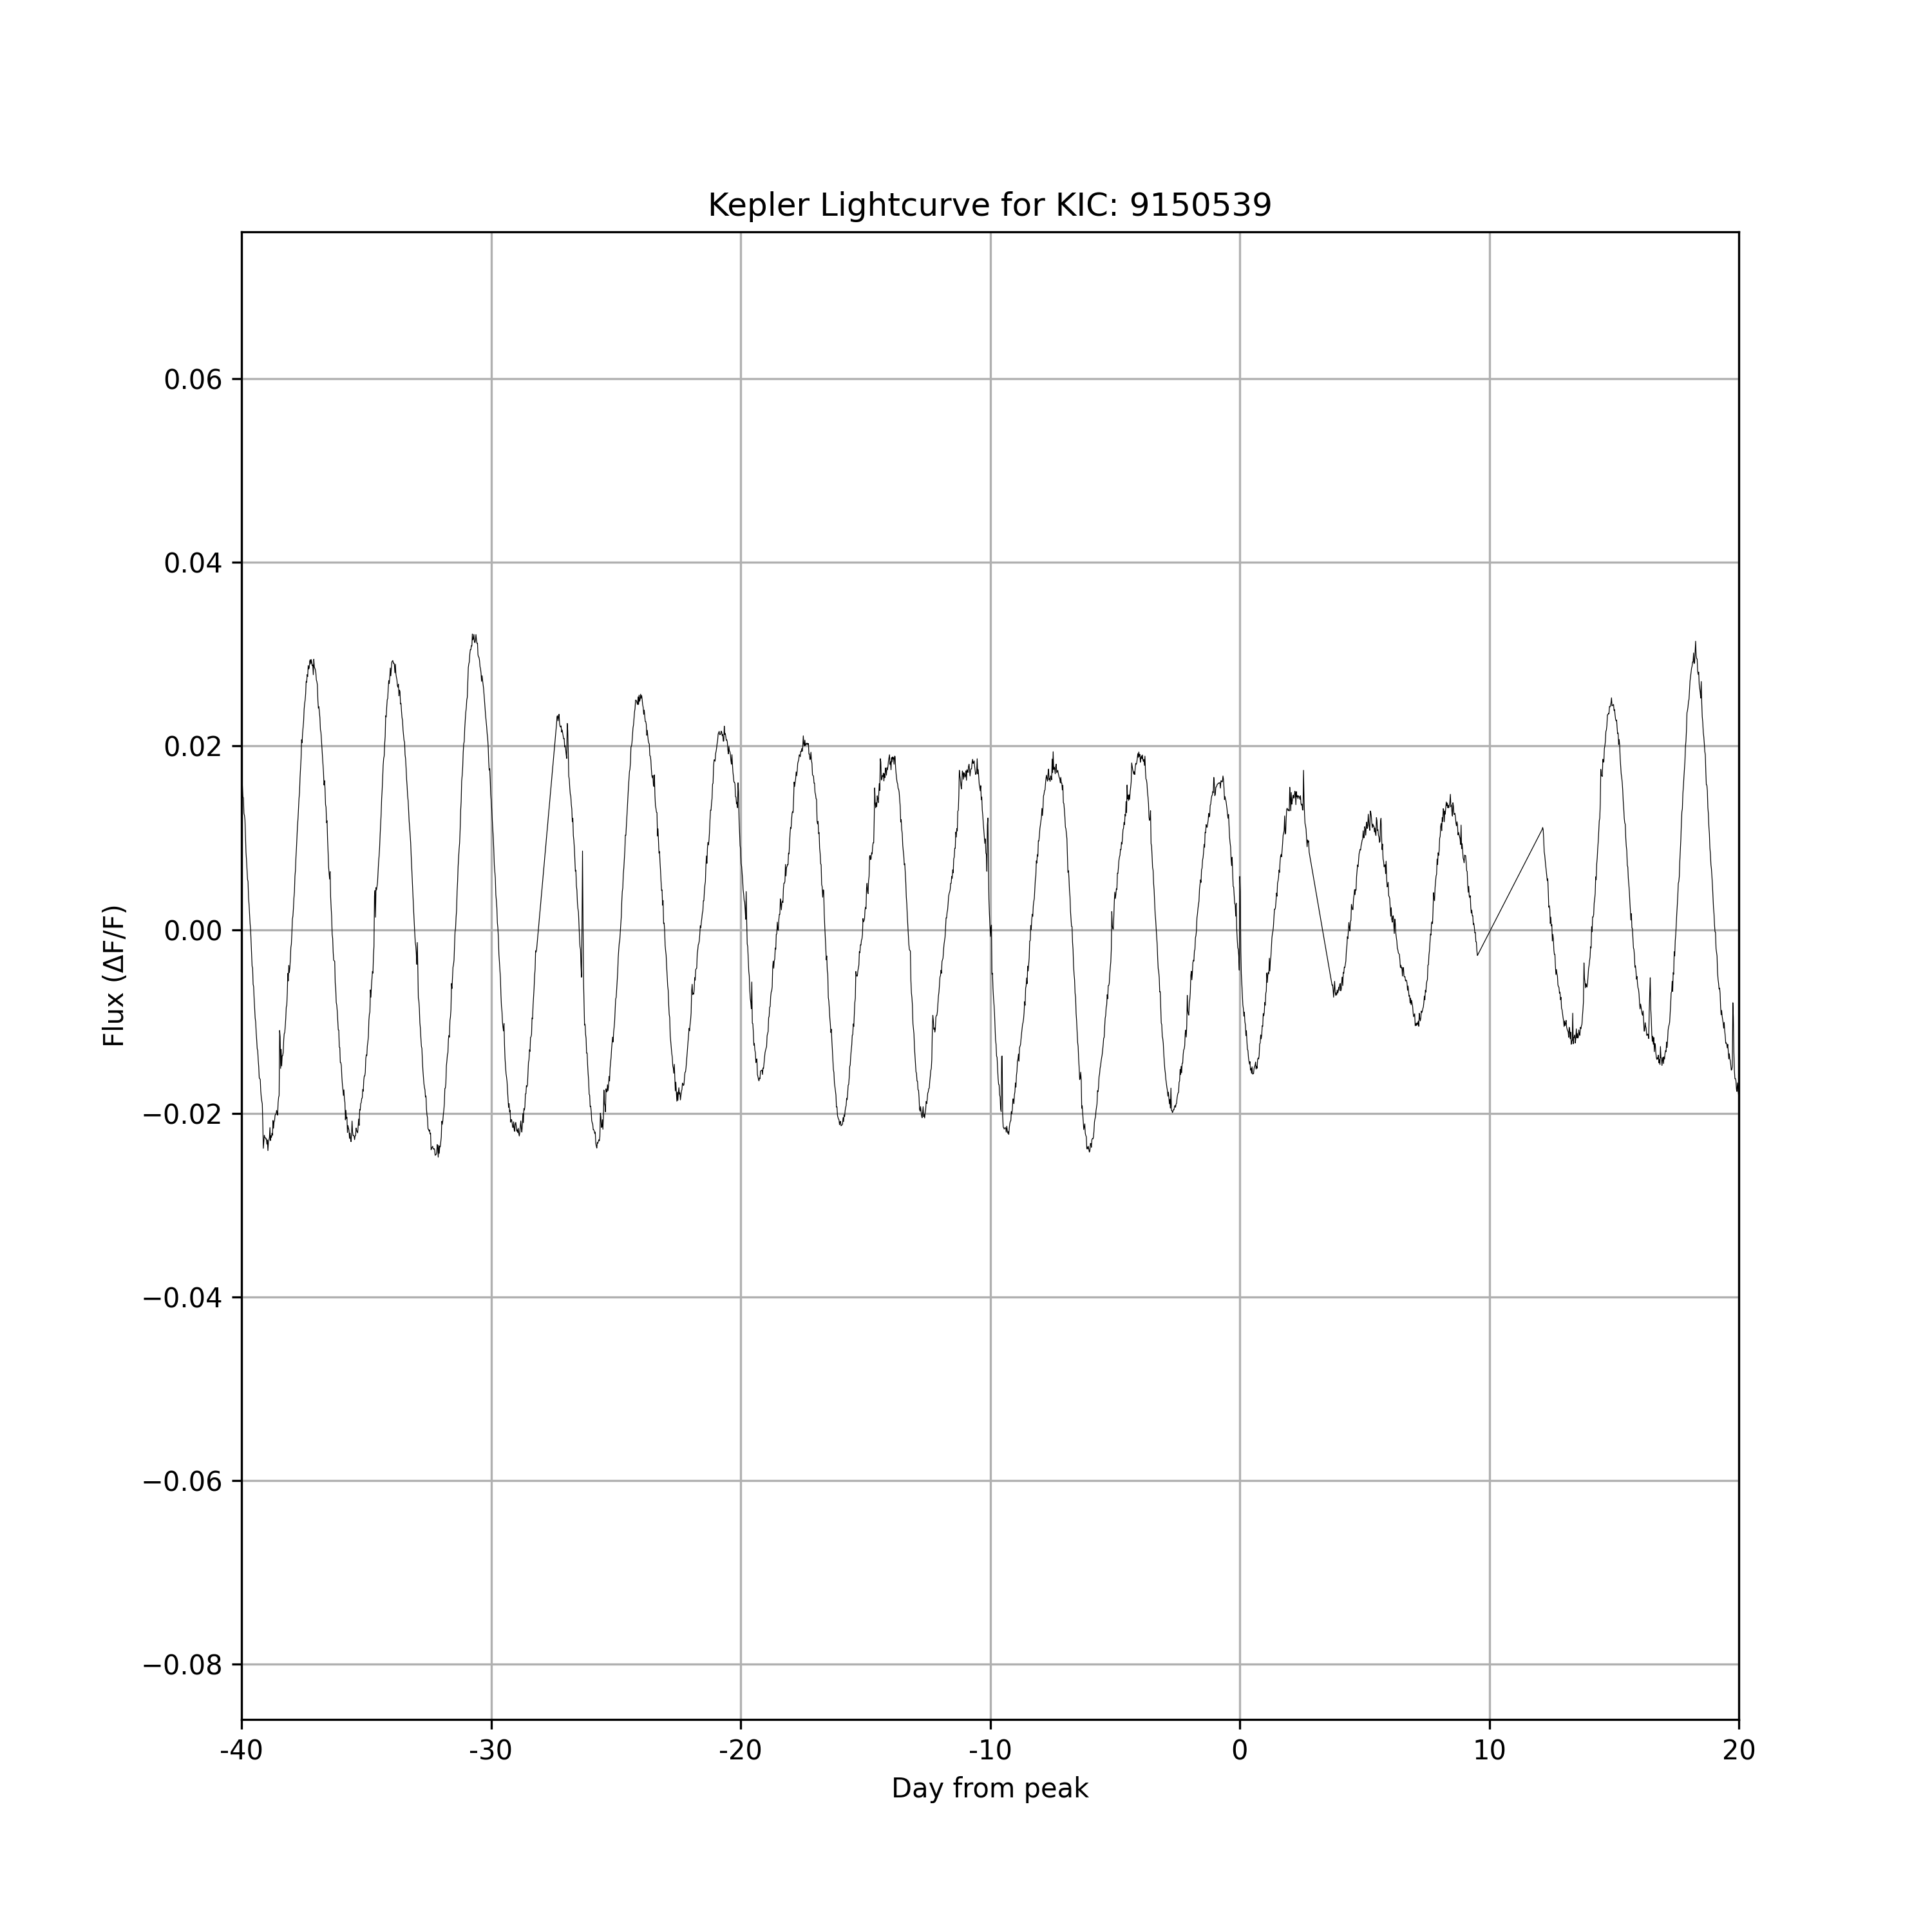 Kepler Lightcurve for KIC: 9150539
Flux (ΔF/F)
0.06
0.04
0.02
0.00
−0.02
−0.04
−0.06
−0.08
-40 -30 -20 -10 0 10 20
Day from peak